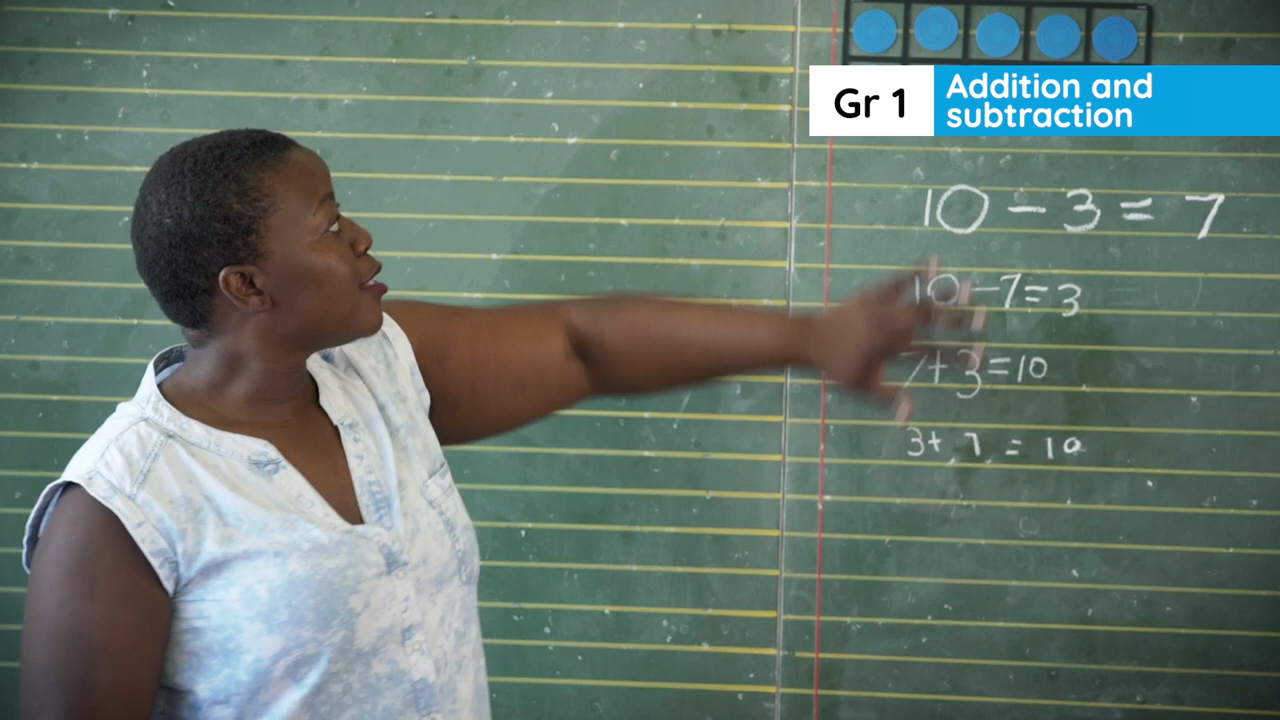 Gr 1
Addition and
subtraction
10 - 3 = 7
10 - 7 = 3
7 + 3 = 10
3 + 7 = 10